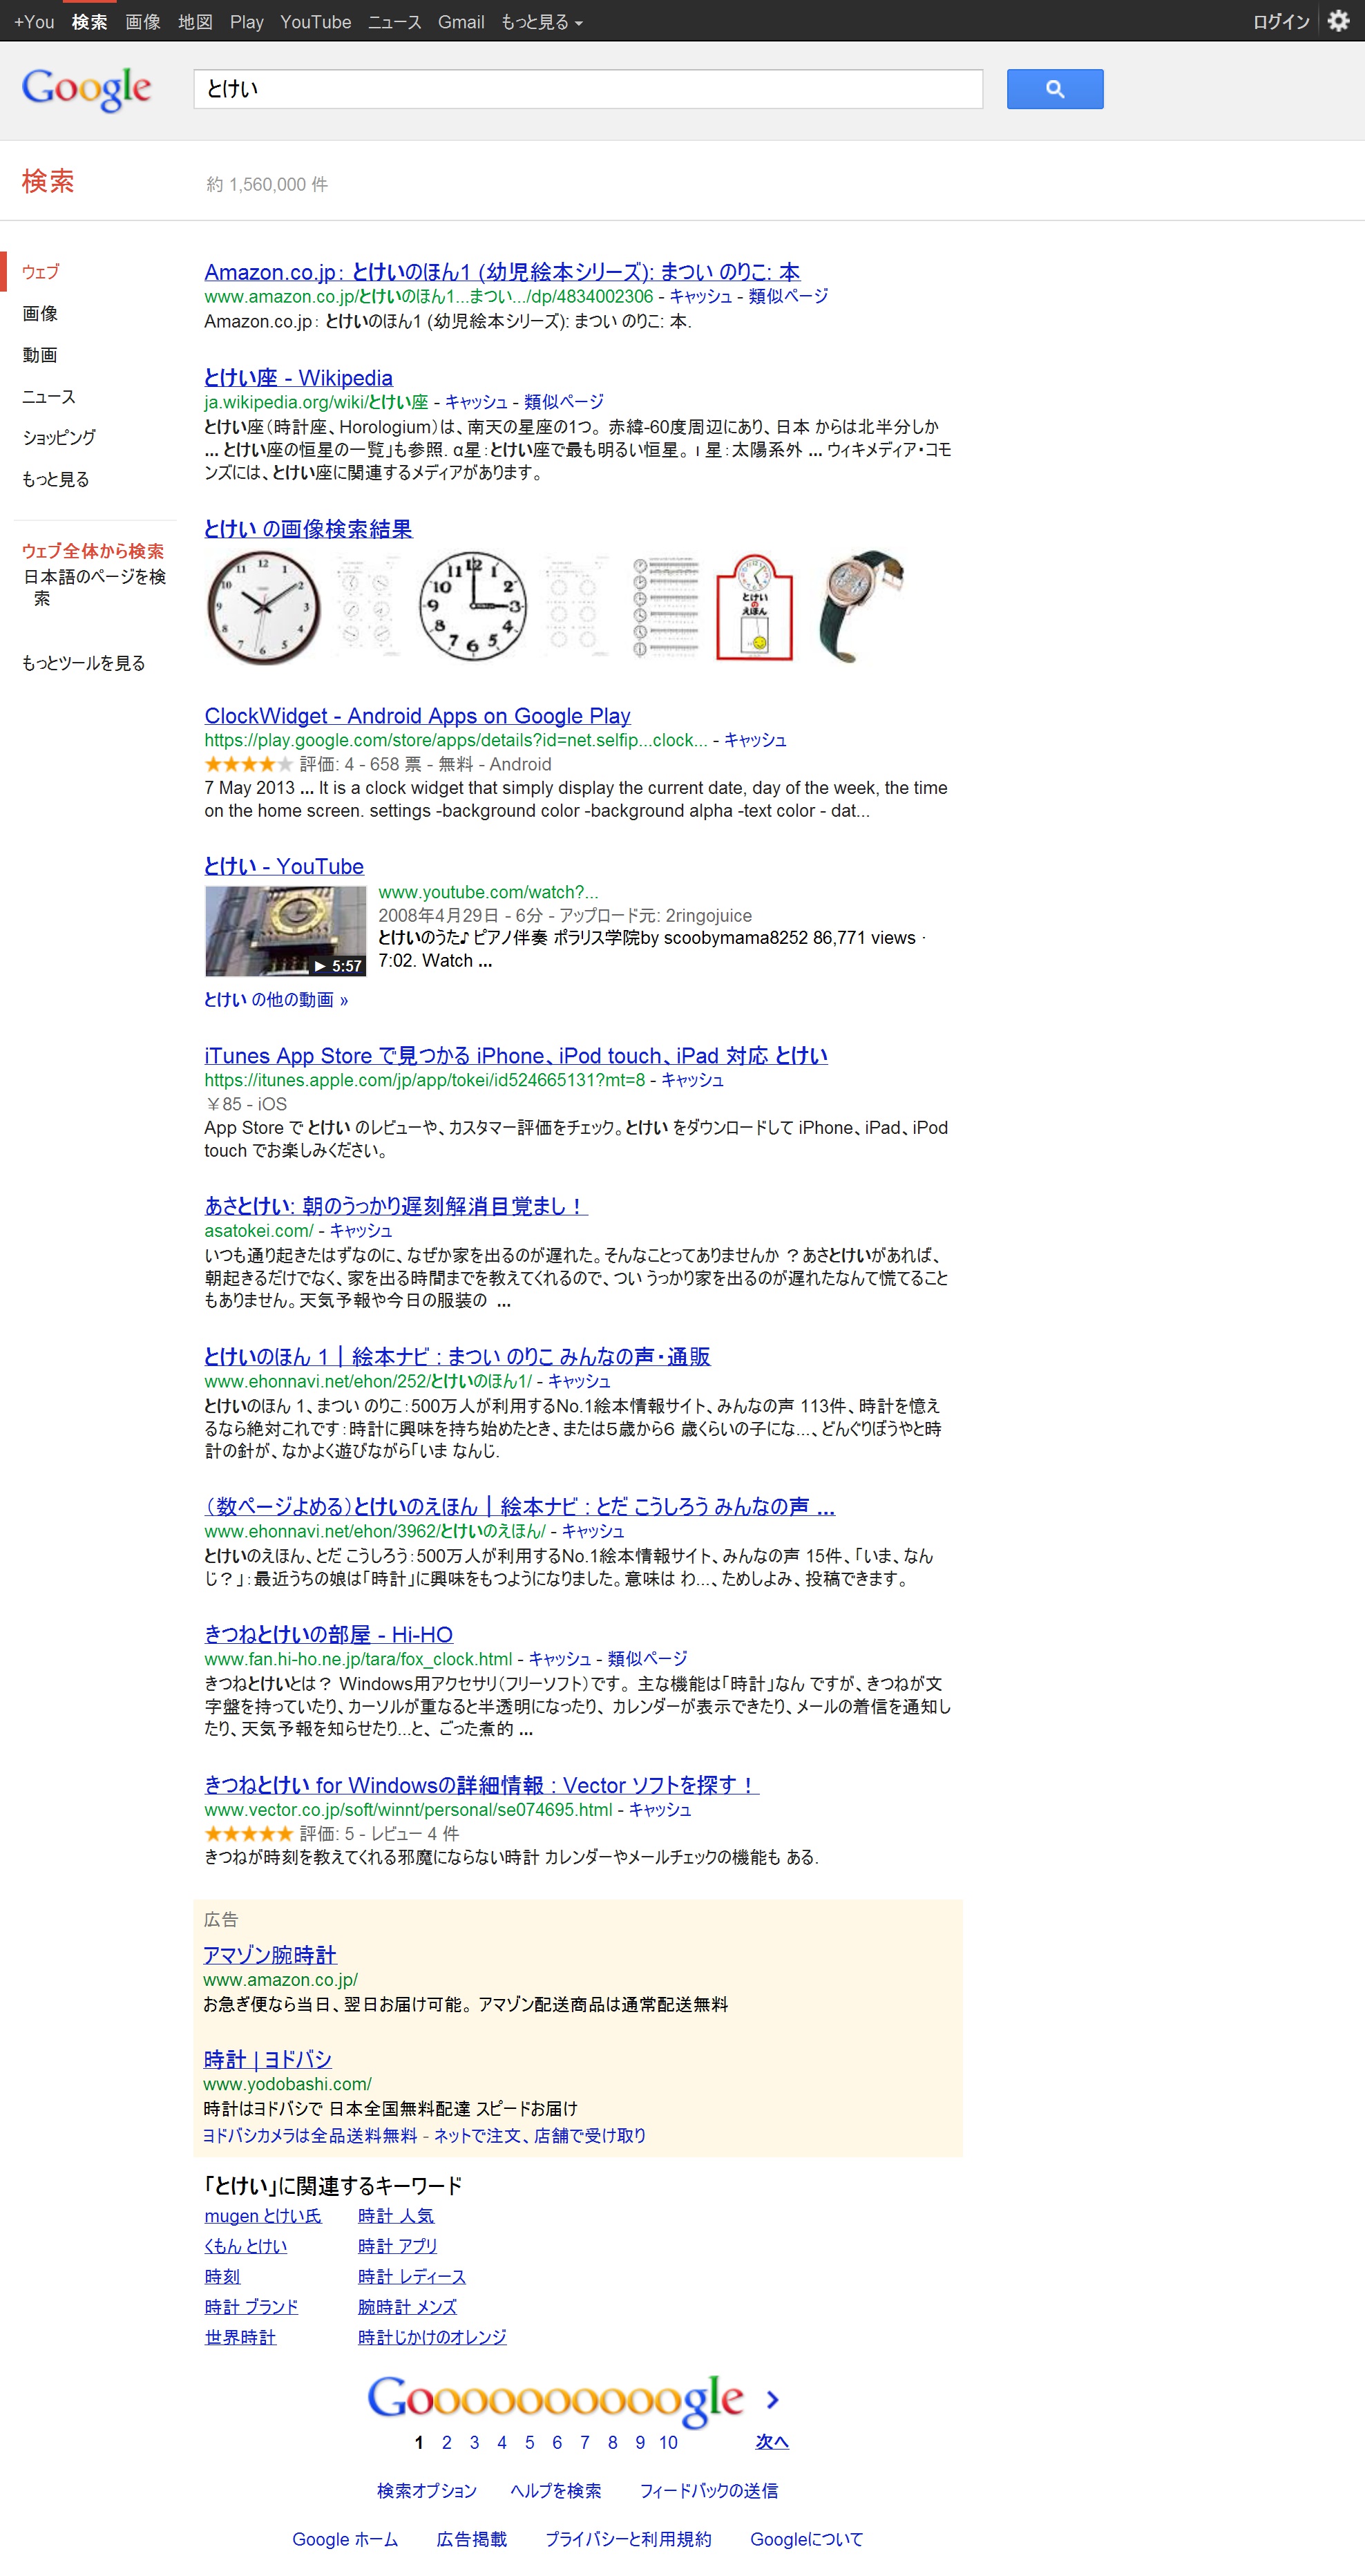 +You 検索 画像 地図 Play YouTube ニュース Gmail もっと見る
ログイン
Google
とけい
検索
約 1,560,000 件
ウェブ
画像
動画
ニュース
ショッピング
もっと見る
ウェブ全体から検索
日本語のページを検
索
もっとツールを見る
Amazon.co.jp： とけいのほん1 (幼児絵本シリーズ): まつい のりこ: 本
www.amazon.co.jp/とけいのほん1...まつい.../dp/4834002306 - キャッシュ - 類似ページ
Amazon.co.jp： とけいのほん1 (幼児絵本シリーズ): まつい のりこ: 本.
とけい座 - Wikipedia
ja.wikipedia.org/wiki/とけい座 - キャッシュ - 類似ページ
とけい座（時計座、Horologium）は、南天の星座の1つ。 赤緯-60度周辺にあり、日本 からは北半分しか
... とけい座の恒星の一覧」も参照. α星：とけい座で最も明るい恒星。 ι 星：太陽系外 ... ウィキメディア・コモ
ンズには、とけい座に関連するメディアがあります。
とけい の画像検索結果
とけい
の
えほん
ClockWidget - Android Apps on Google Play
https://play.google.com/store/apps/details?id=net.selfip...clock... - キャッシュ
評価: 4 - 658 票 - 無料 - Android
7 May 2013 ... It is a clock widget that simply display the current date, day of the week, the time
on the home screen. settings -background color -background alpha -text color - dat...
とけい - YouTube
5:57
www.youtube.com/watch?...
2008年4月29日 - 6分 - アップロード元: 2ringojuice
とけいのうた♪ ピアノ伴奏 ポラリス学院by scoobymama8252 86,771 views ·
7:02. Watch ...
とけい の他の動画 »
iTunes App Store で見つかる iPhone、iPod touch、iPad 対応 とけい
https://itunes.apple.com/jp/app/tokei/id524665131?mt=8 - キャッシュ
￥85 - iOS
App Store で とけい のレビューや、カスタマー評価をチェック。とけい をダウンロードして iPhone、iPad、iPod
touch でお楽しみください。
あさとけい: 朝のうっかり遅刻解消目覚まし！
asatokei.com/ - キャッシュ
いつも通り起きたはずなのに、なぜか家を出るのが遅れた。そんなことってありませんか ？あさとけいがあれば、
朝起きるだけでなく、家を出る時間までを教えてくれるので、つい うっかり家を出るのが遅れたなんて慌てること
もありません。天気予報や今日の服装の ...
とけいのほん 1 | 絵本ナビ : まつい のりこ みんなの声・通販
www.ehonnavi.net/ehon/252/とけいのほん1/ - キャッシュ
とけいのほん 1、まつい のりこ：500万人が利用するNo.1絵本情報サイト、みんなの声 113件、時計を憶え
るなら絶対これです：時計に興味を持ち始めたとき、または５歳から６ 歳くらいの子にな...、どんぐりぼうやと時
計の針が、なかよく遊びながら「いま なんじ.
（数ページよめる）とけいのえほん | 絵本ナビ : とだ こうしろう みんなの声 ...
www.ehonnavi.net/ehon/3962/とけいのえほん/ - キャッシュ
とけいのえほん、とだ こうしろう：500万人が利用するNo.1絵本情報サイト、みんなの声 15件、「いま、なん
じ？」：最近うちの娘は「時計」に興味をもつようになりました。意味は わ...、ためしよみ、投稿できます。
きつねとけいの部屋 - Hi-HO
www.fan.hi-ho.ne.jp/tara/fox_clock.html - キャッシュ - 類似ページ
きつねとけいとは？ Windows用アクセサリ（フリーソフト）です。 主な機能は「時計」なん ですが、きつねが文
字盤を持っていたり、カーソルが重なると半透明になったり、 カレンダーが表示できたり、メールの着信を通知し
たり、天気予報を知らせたり...と、ごった煮的 ...
きつねとけい for Windowsの詳細情報 : Vector ソフトを探す！
www.vector.co.jp/soft/winnt/personal/se074695.html - キャッシュ
評価: 5 - レビュー 4 件
きつねが時刻を教えてくれる邪魔にならない時計 カレンダーやメールチェックの機能も ある.
広告
アマゾン腕時計
www.amazon.co.jp/
お急ぎ便なら当日、翌日お届け可能。 アマゾン配送商品は通常配送無料
時計 | ヨドバシ
www.yodobashi.com/
時計はヨドバシで 日本全国無料配達 スピードお届け
ヨドバシカメラは全品送料無料 - ネットで注文、店舗で受け取り
「とけい」に関連するキーワード
mugen とけい氏 時計 人気
くもん とけい 時計 アプリ
時刻 時計 レディース
時計 ブランド 腕時計 メンズ
世界時計 時計じかけのオレンジ
Goooooooooogle
1 2 3 4 5 6 7 8 9 10 次へ
検索オプション ヘルプを検索 フィードバックの送信
Google ホーム 広告掲載 プライバシーと利用規約 Googleについて